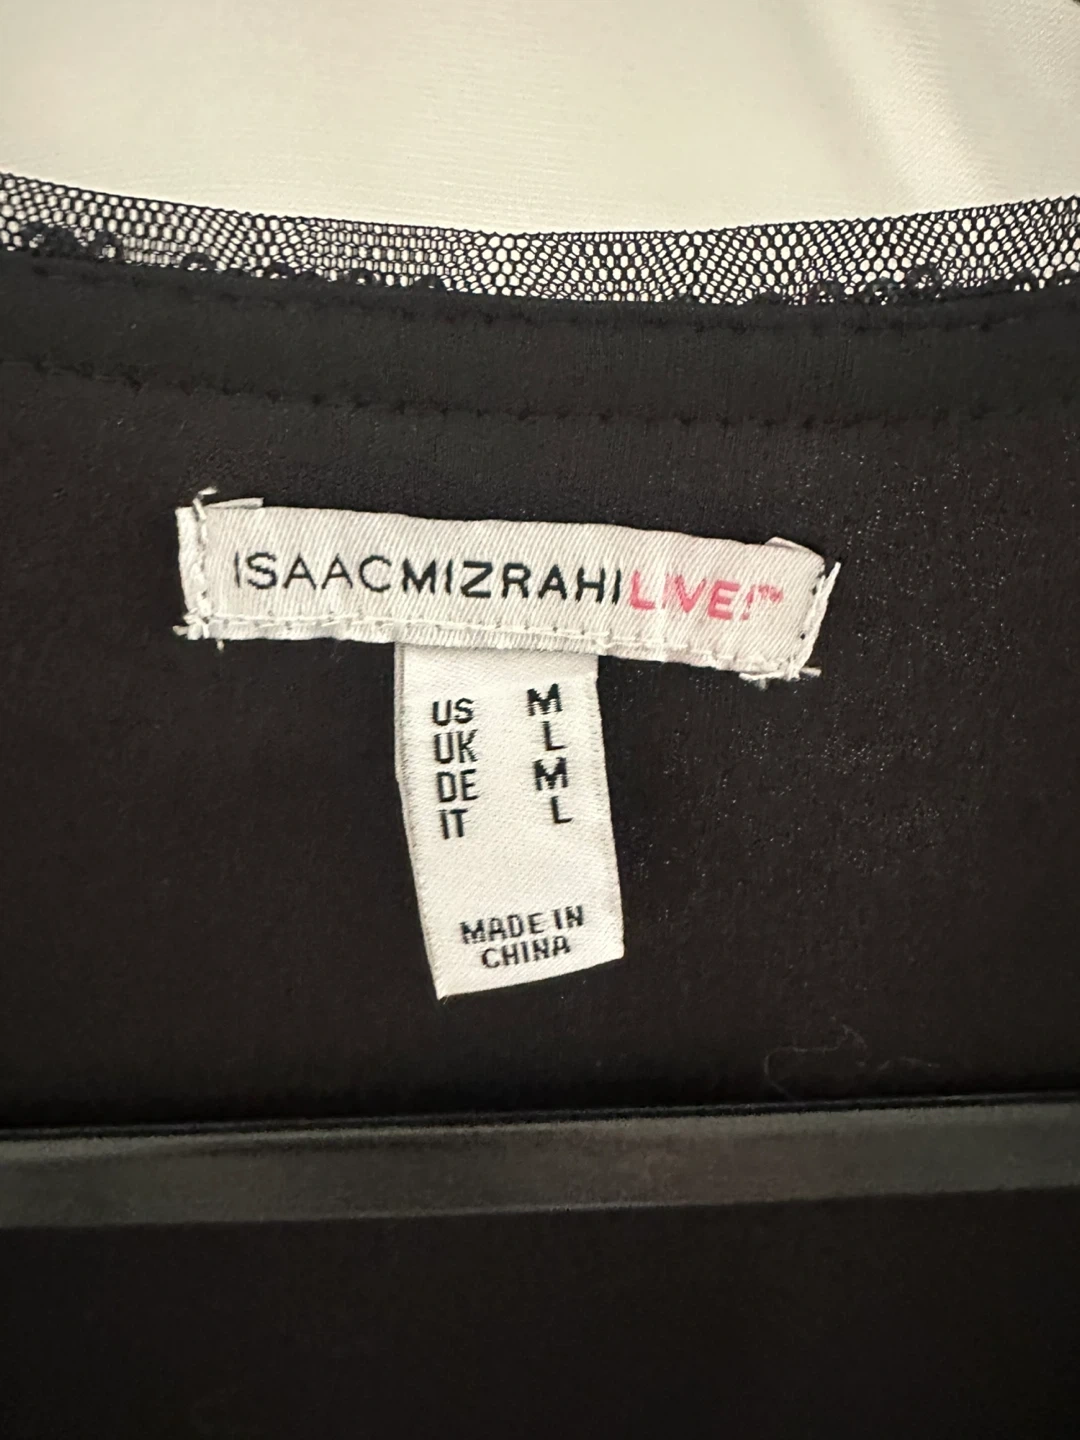 ISAACMIZRAHILIVE!™
US M
UK L
DE M
IT L
MADE IN
CHINA